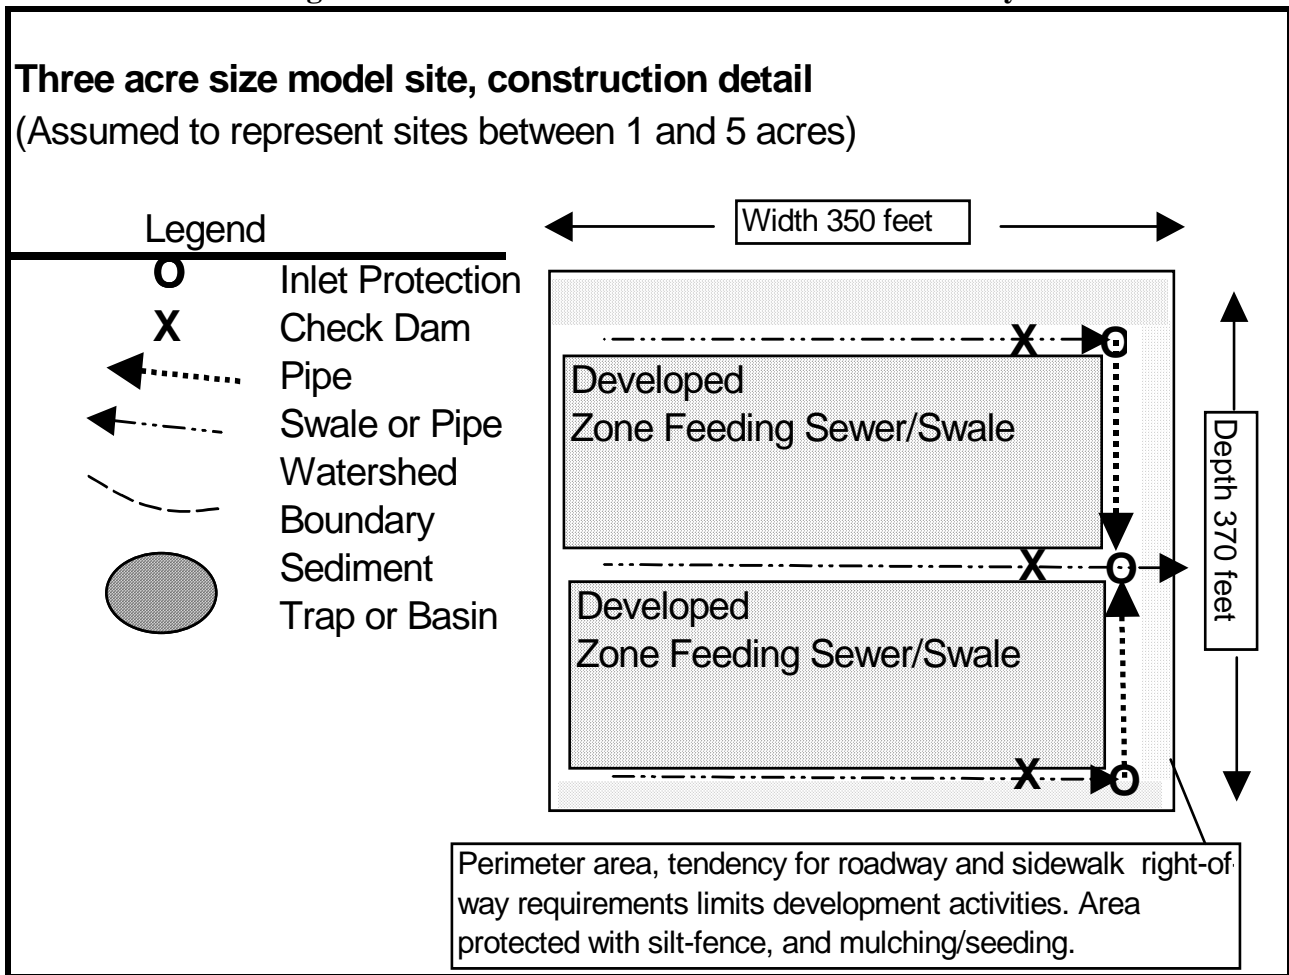 Three acre size model site, construction detail
(Assumed to represent sites between 1 and 5 acres)
Legend
O Inlet Protection
X Check Dam
Pipe
Swale or Pipe
Watershed
Boundary
Sediment
Trap or Basin
Width 350 feet
Depth 370 feet
X O
Developed
Zone Feeding Sewer/Swale
X O
Developed
Zone Feeding Sewer/Swale
X O
Perimeter area, tendency for roadway and sidewalk right-of-
way requirements limits development activities. Area
protected with silt-fence, and mulching/seeding.